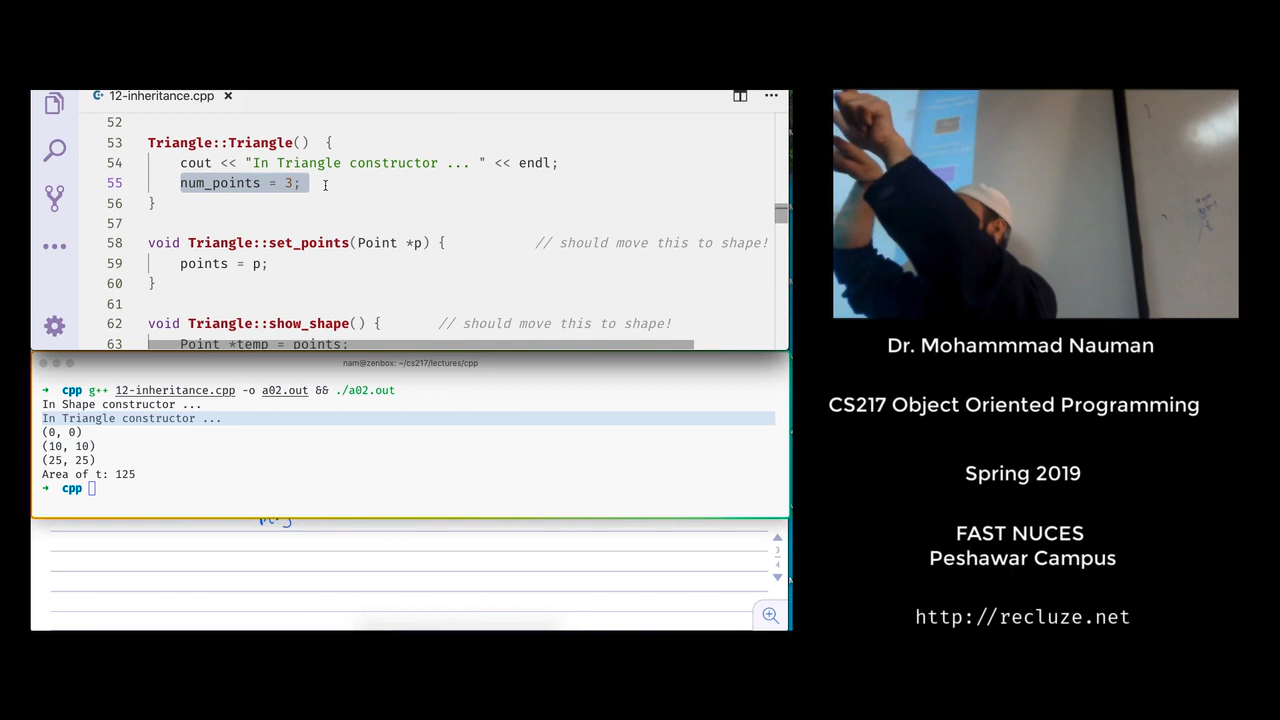 12-inheritance.cpp
52
53 Triangle::Triangle() {
54 cout << "In Triangle constructor ... " << endl;
55 num_points = 3;
56 }
57
58 void Triangle::set_points(Point *p) { // should move this to shape!
59 points = p;
60 }
61
62 void Triangle::show_shape() { // should move this to shape!
63 Point *temp = points;
nam@zenbox: ~/cs217/lectures/cpp
→ cpp g++ 12-inheritance.cpp -o a02.out && ./a02.out
In Shape constructor ...
In Triangle constructor ...
(0, 0)
(10, 10)
(25, 25)
Area of t: 125
→ cpp
3
4
Dr. Mohammmad Nauman
CS217 Object Oriented Programming
Spring 2019
FAST NUCES
Peshawar Campus
http://recluze.net